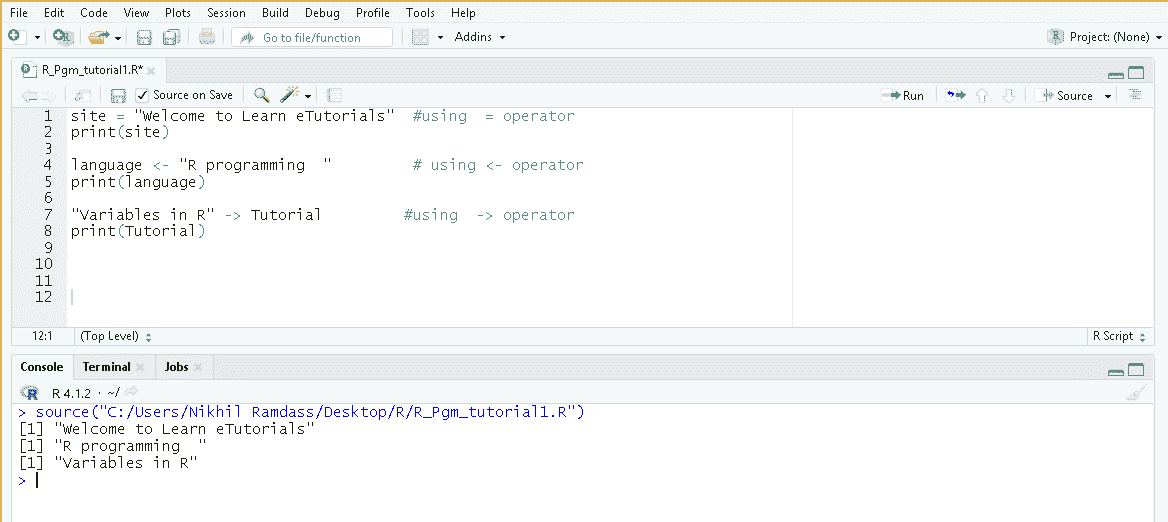 File Edit Code View Plots Session Build Debug Profile Tools Help
Go to file/function Addins Project: (None)
R_Pgm_tutorial1.R*
Source on Save Run Source
1 site = "Welcome to Learn eTutorials"  #using  = operator
2 print(site)
3
4 language <- "R programming  "         # using <- operator
5 print(language)
6
7 "Variables in R" -> Tutorial         #using  -> operator
8 print(Tutorial)
9
10
11
12
12:1 (Top Level) R Script
Console Terminal Jobs
R 4.1.2 · ~/
> source("C:/Users/Nikhil Ramdass/Desktop/R/R_Pgm_tutorial1.R")
[1] "Welcome to Learn eTutorials"
[1] "R programming  "
[1] "Variables in R"
>